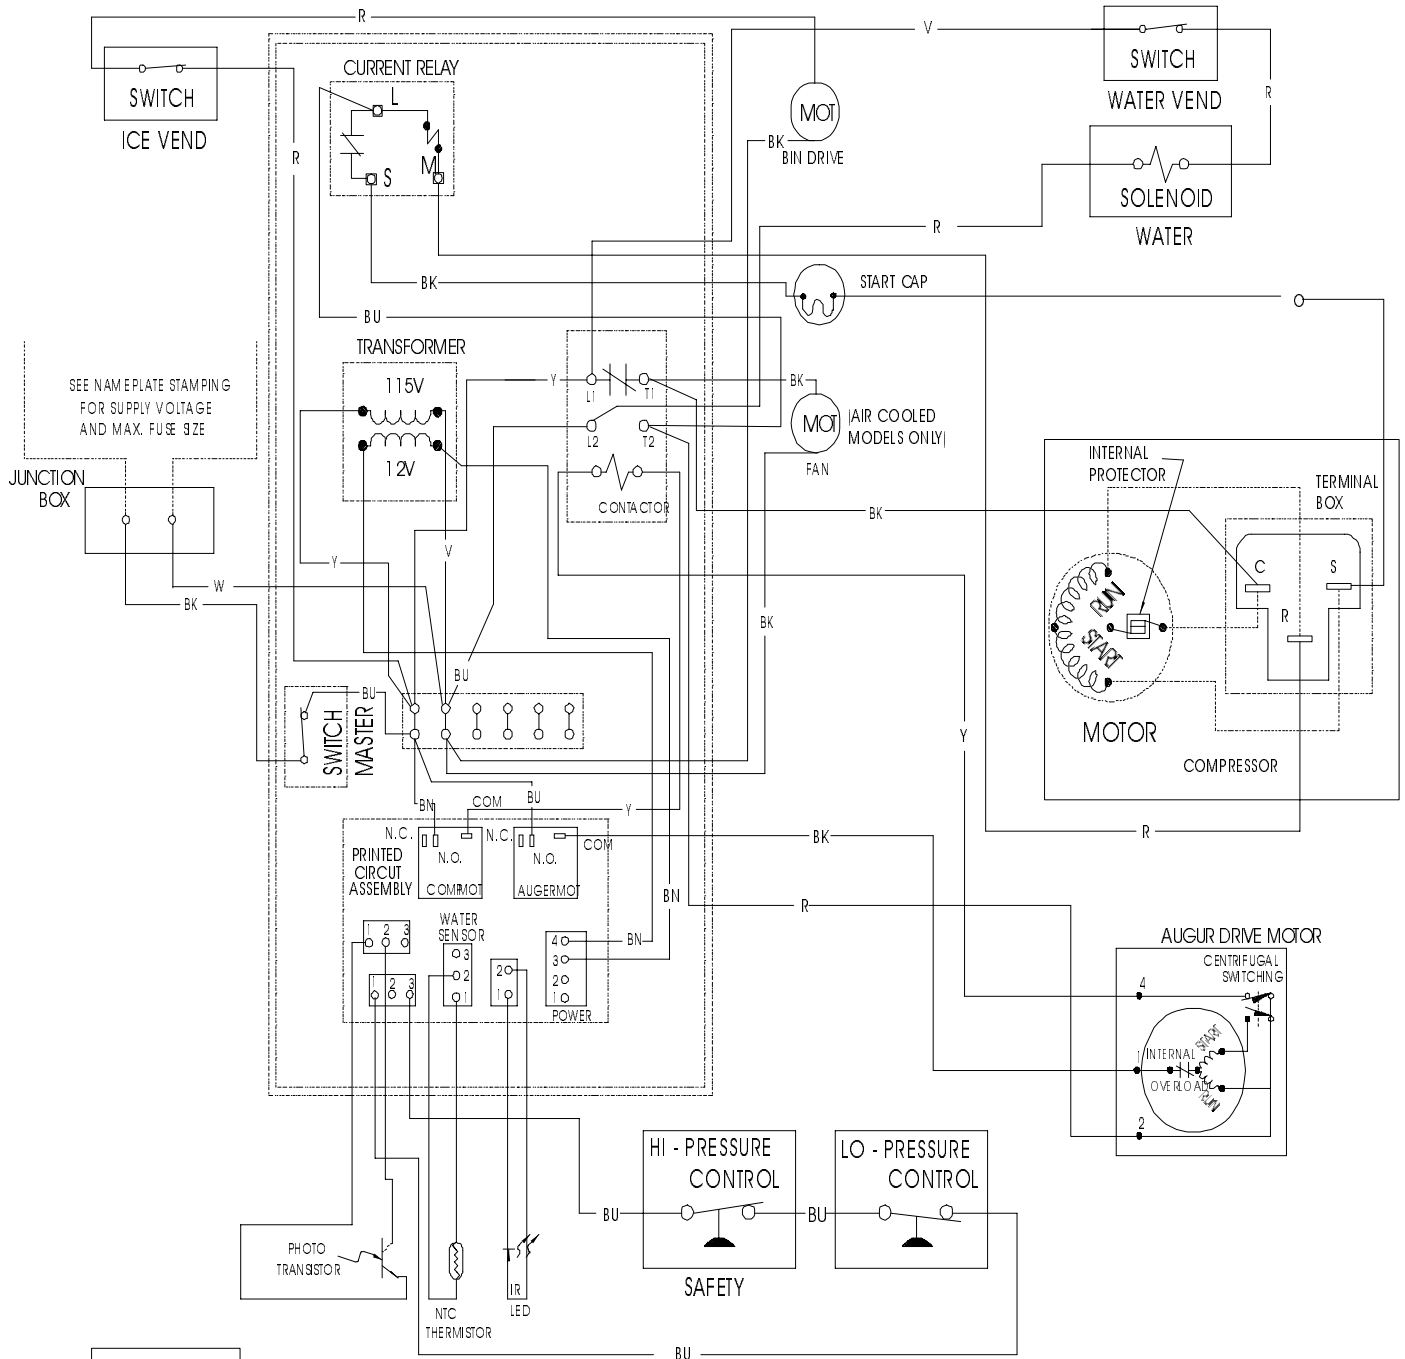 R
V
SWITCH
ICE VEND
CURRENT RELAY
L
S
M
R
MOT
BK
BIN DRIVE
SWITCH
WATER VEND
R
SOLENOID
WATER
R
BK
START CAP
BU
TRANSFORMER
115V
12V
Y
L1
T1
L2
T2
CONTACTOR
BK
MOT
(AIR COOLED
MODELS ONLY)
FAN
SEE NAMEPLATE STAMPING
FOR SUPPLY VOLTAGE
AND MAX. FUSE SIZE
JUNCTION
BOX
INTERNAL
PROTECTOR
TERMINAL
BOX
C
S
R
RUN
START
MOTOR
COMPRESSOR
BK
Y
V
W
BK
BK
BU
BU
SWITCH
MASTER
Y
BN
COM
BU
Y
N.C.
N.O.
COMPMOT
N.C.
N.O.
COM
AUGERMOT
PRINTED
CIRCUT
ASSEMBLY
BK
R
BN
R
1 2 3
WATER
SENSOR
3
2
1
1 2 3
2
1
4
3
2
1
POWER
BN
AUGUR DRIVE MOTOR
CENTRIFUGAL
SWITCHING
4
1
INTERNAL
OVERLOAD
START
RUN
2
HI - PRESSURE
CONTROL
LO - PRESSURE
CONTROL
BU
BU
SAFETY
PHOTO
TRANSISTOR
NTC
THERMISTOR
IR
LED
BU